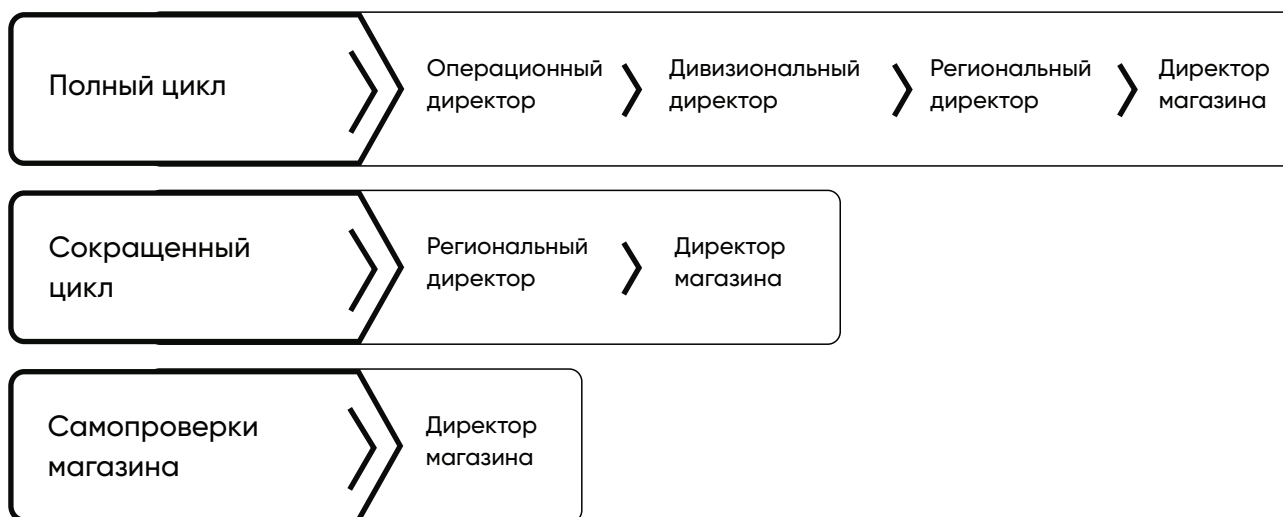 Полный цикл
Операционный
директор
Дивизиональный
директор
Региональный
директор
Директор
магазина
Сокращенный
цикл
Региональный
директор
Директор
магазина
Самопроверки
магазина
Директор
магазина